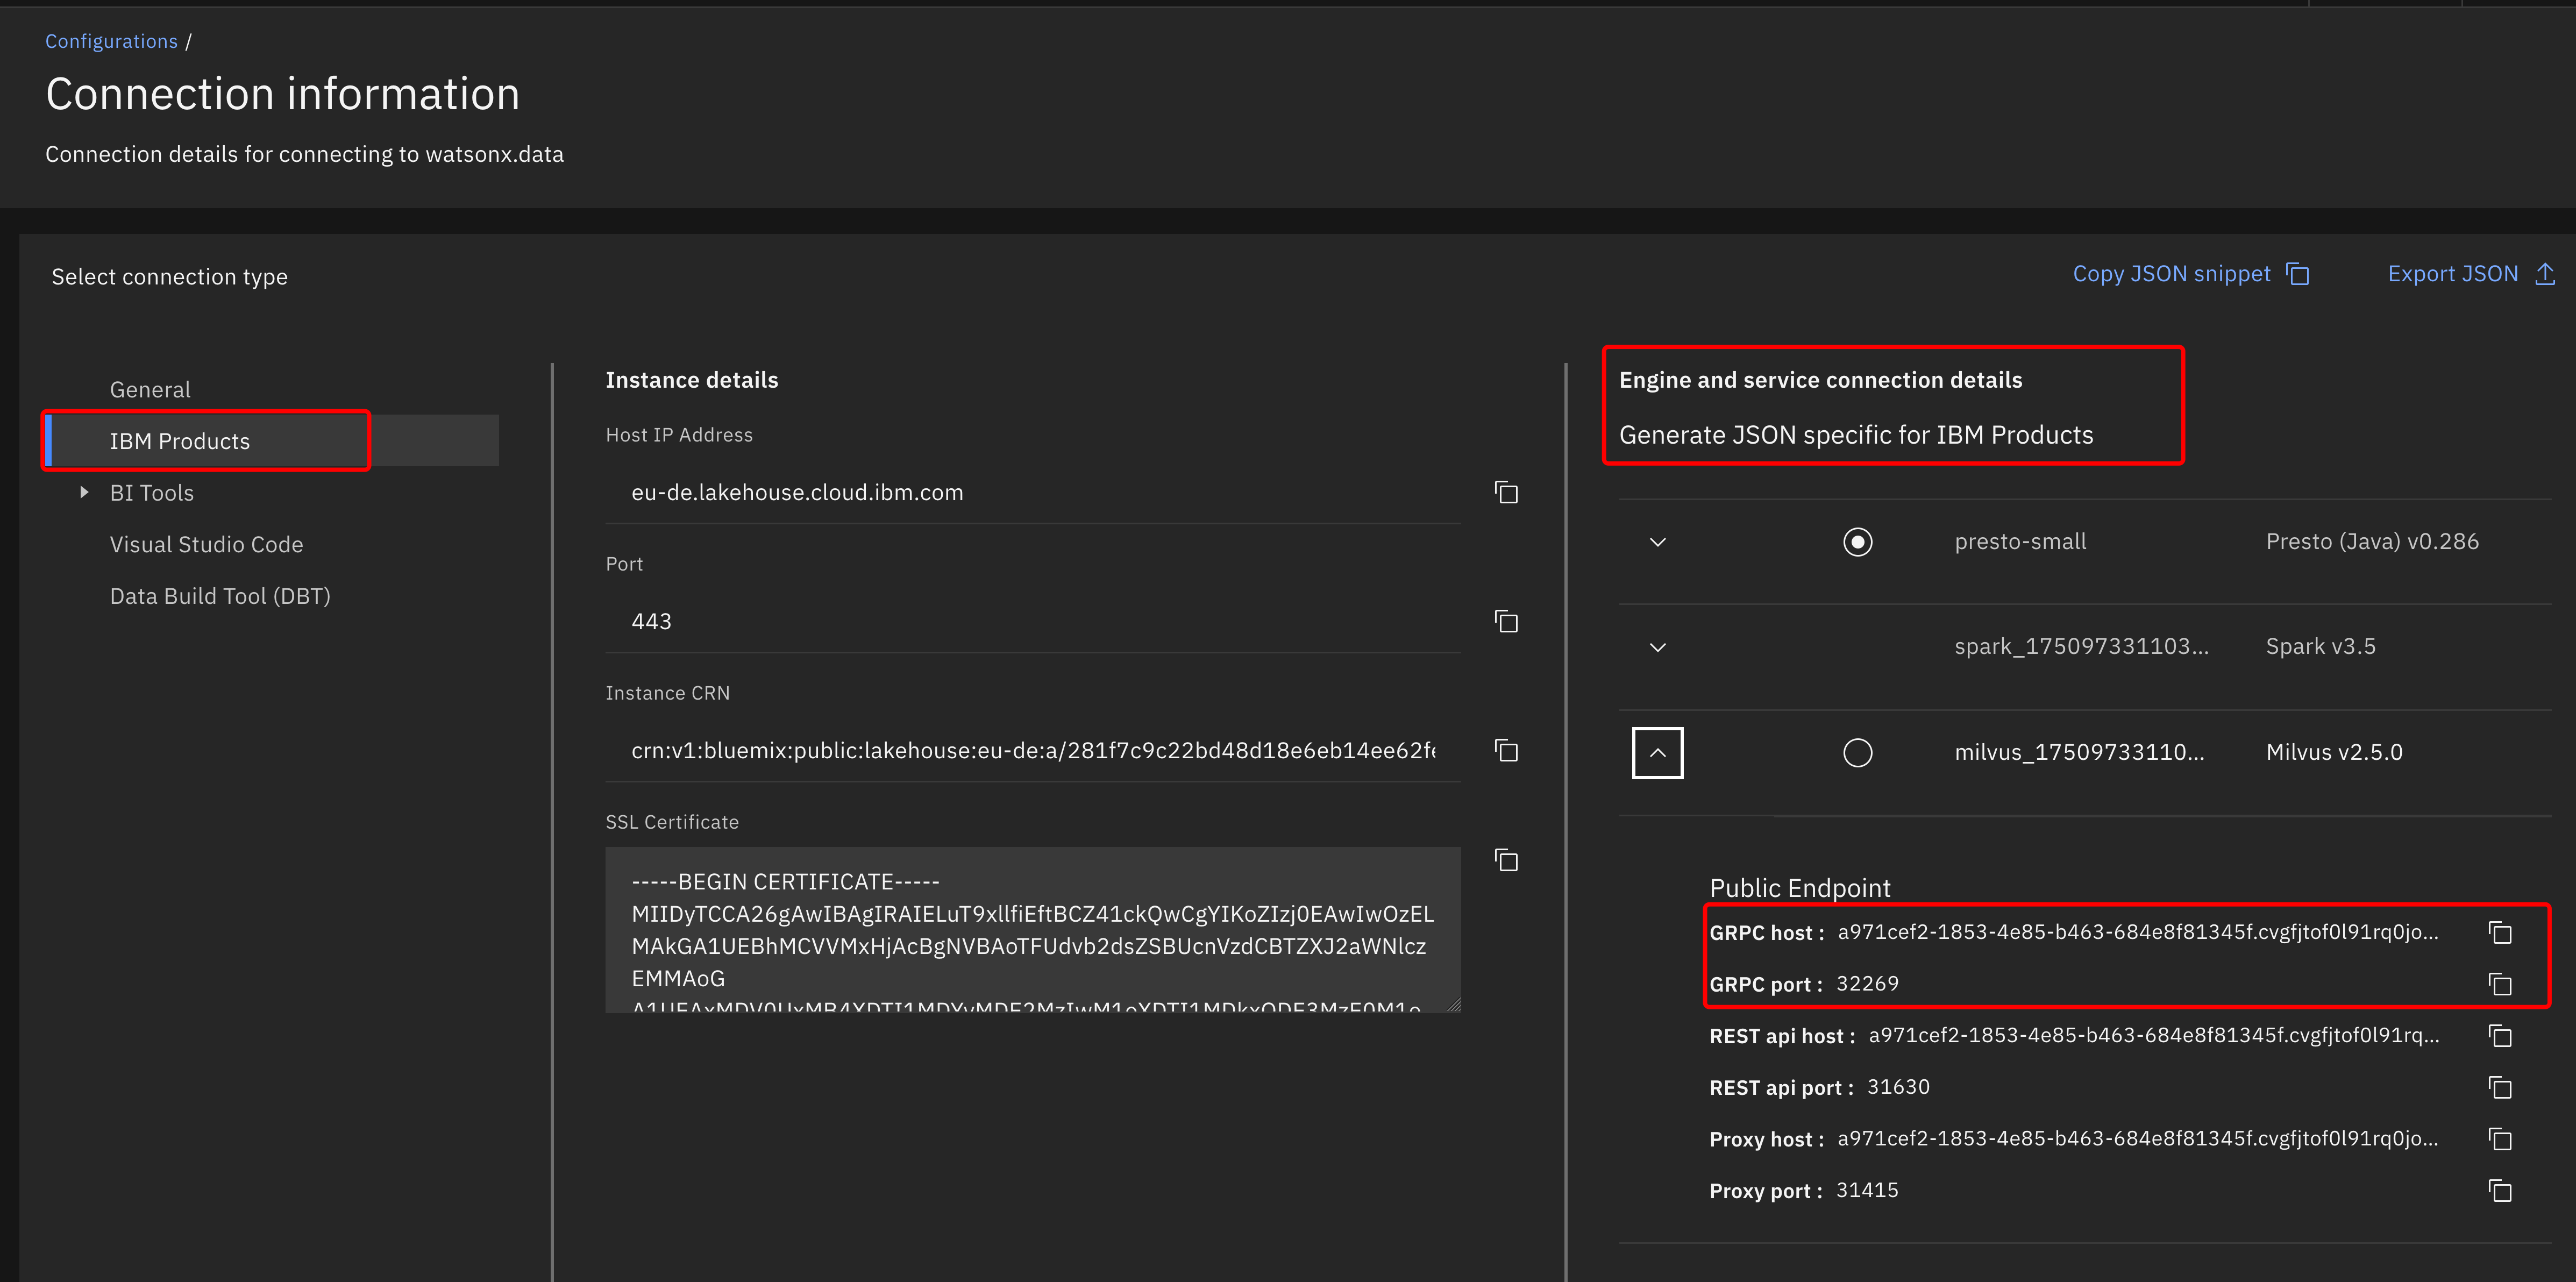 Configurations /
Connection information
Connection details for connecting to watsonx.data
Select connection type
Copy JSON snippet
Export JSON
General
IBM Products
BI Tools
Visual Studio Code
Data Build Tool (DBT)
Instance details
Host IP Address
eu-de.lakehouse.cloud.ibm.com
Port
443
Instance CRN
crn:v1:bluemix:public:lakehouse:eu-de:a/281f7c9c22bd48d18e6eb14ee62fe
SSL Certificate
-----BEGIN CERTIFICATE-----
MIIDyTCCA26gAwIBAgIRAIELuT9xllfiEftBCZ41ckQwCgYIKoZIzj0EAwIwOzEL
MAkGA1UEBhMCVVMxHjAcBgNVBAoTFUdvb2dsZSBUcnVzdCBTZXJ2aWNlcz
EMMAoG
Engine and service connection details
Generate JSON specific for IBM Products
presto-small Presto (Java) v0.286
spark_175097331103... Spark v3.5
milvus_17509733110... Milvus v2.5.0
Public Endpoint
GRPC host : a971cef2-1853-4e85-b463-684e8f81345f.cvgfjtof0l91rq0jo...
GRPC port : 32269
REST api host : a971cef2-1853-4e85-b463-684e8f81345f.cvgfjtof0l91rq...
REST api port : 31630
Proxy host : a971cef2-1853-4e85-b463-684e8f81345f.cvgfjtof0l91rq0jo...
Proxy port : 31415